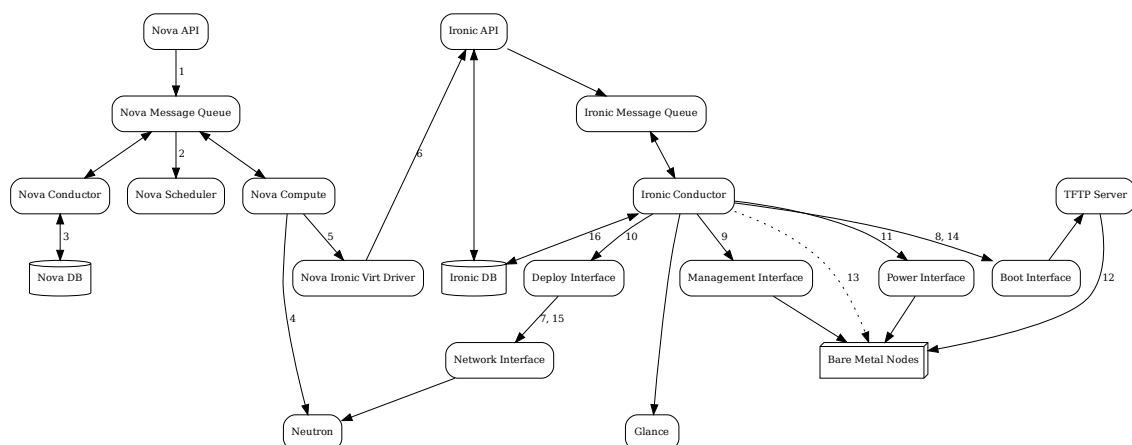 Nova API
Ironic API
1
Nova Message Queue
Ironic Message Queue
2
6
Nova Conductor
Nova Scheduler
Nova Compute
Ironic Conductor
TFTP Server
3
5
16
10
9
11
8, 14
Nova DB
Nova Ironic Virt Driver
Ironic DB
Deploy Interface
Management Interface
13
Power Interface
Boot Interface
12
4
7, 15
Network Interface
Bare Metal Nodes
Neutron
Glance